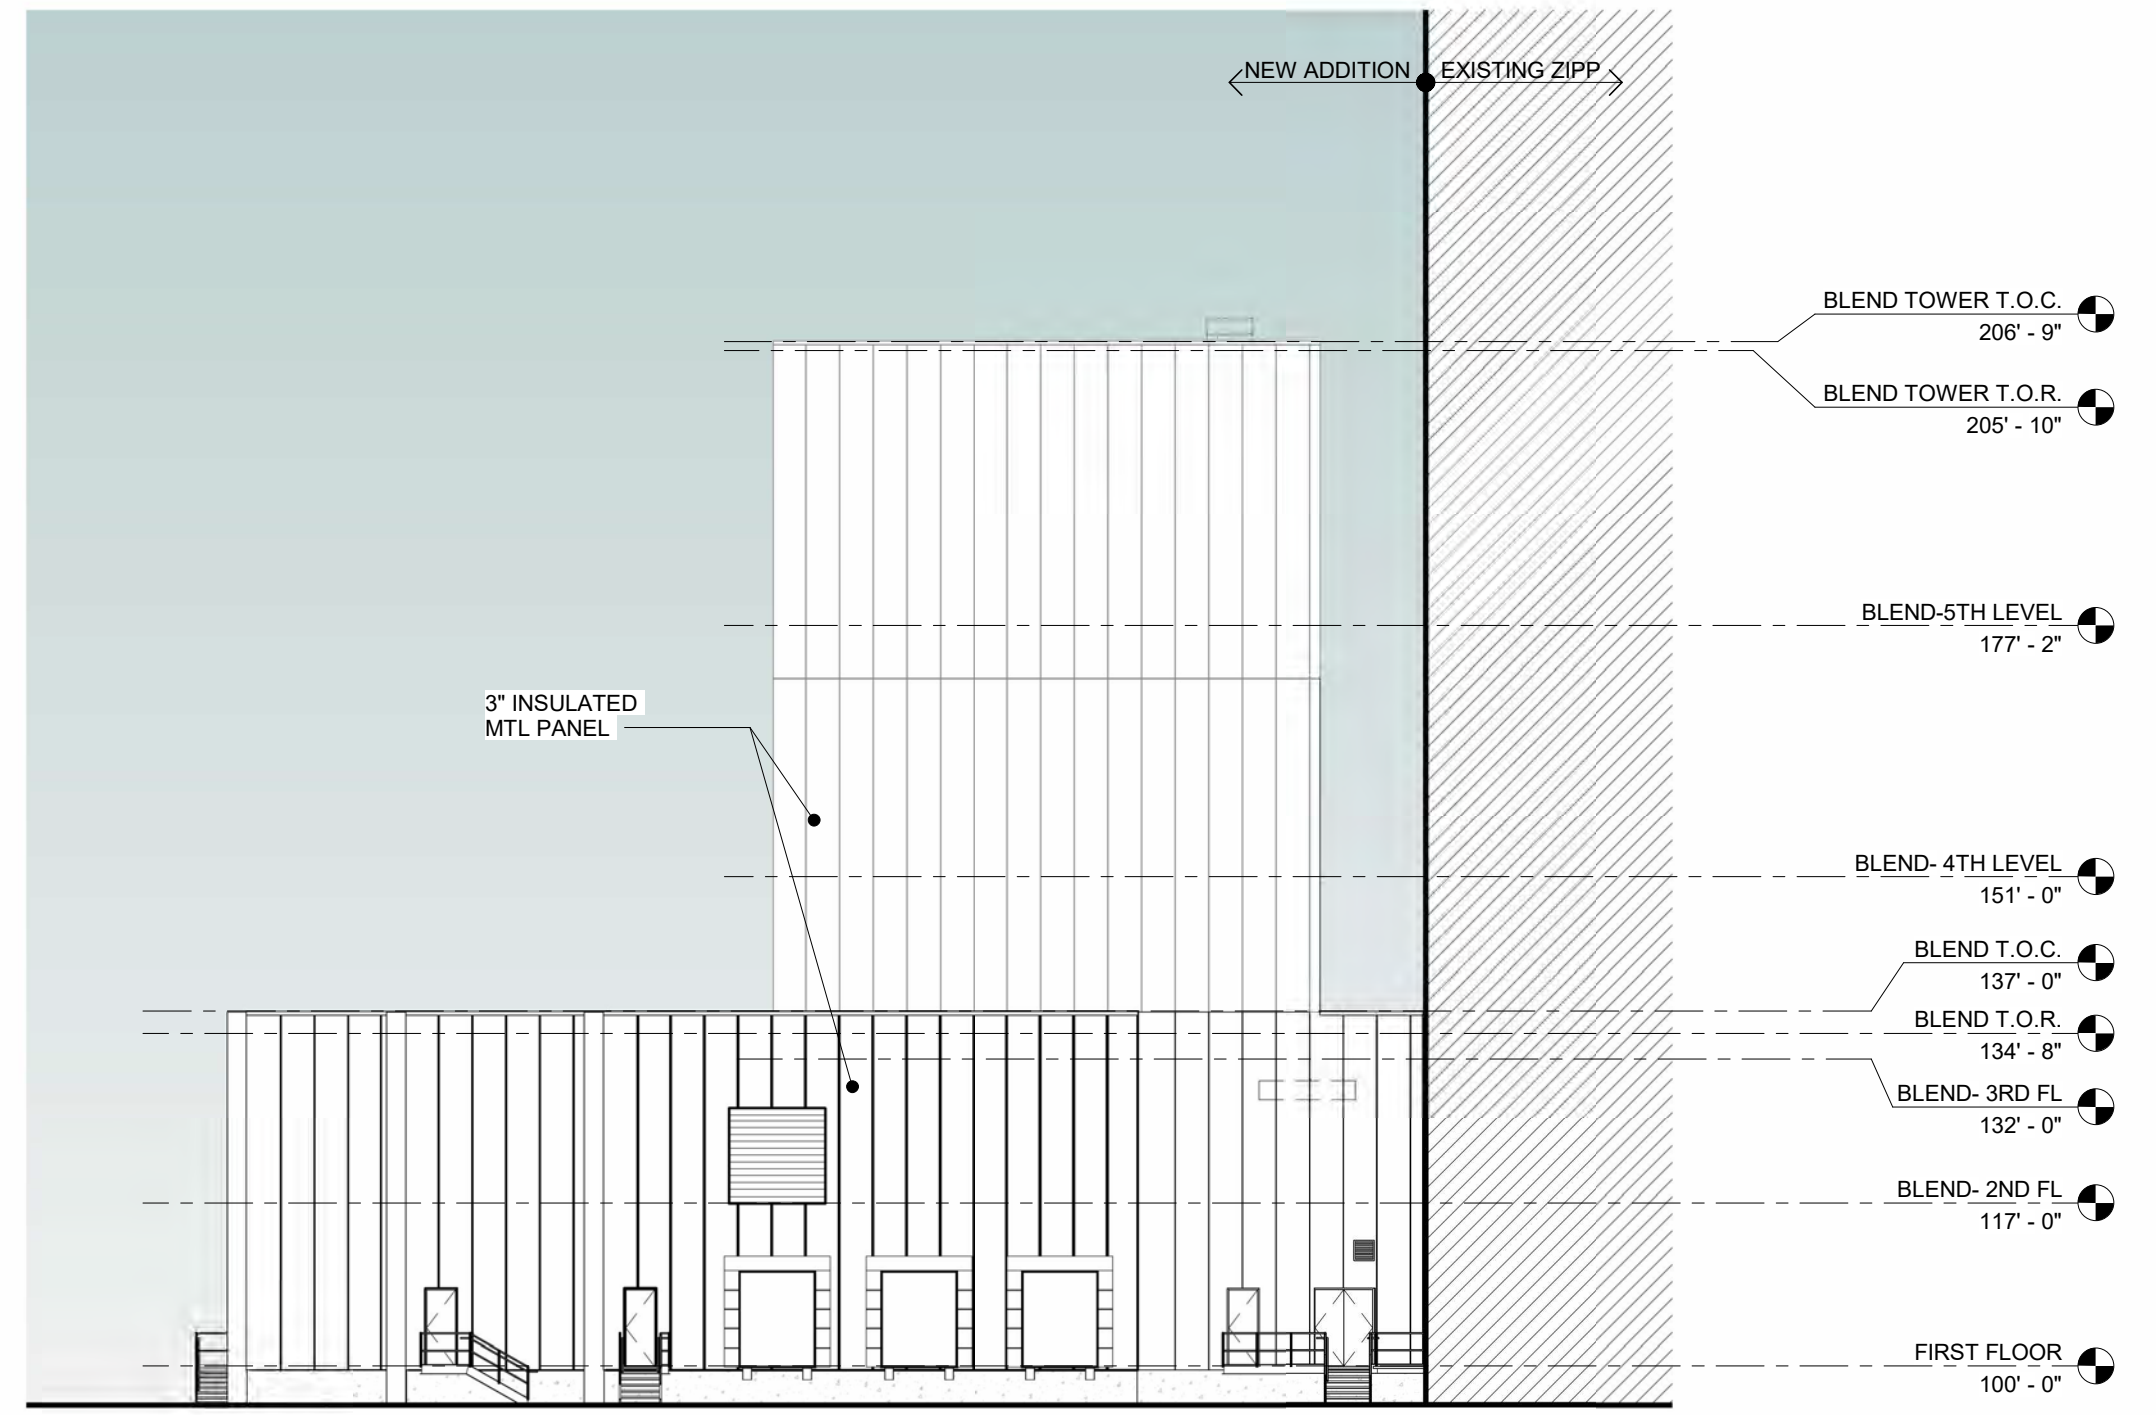 NEW ADDITION
EXISTING ZIPP
BLEND TOWER T.O.C.
206' - 9"
BLEND TOWER T.O.R.
205' - 10"
BLEND-5TH LEVEL
177' - 2"
3" INSULATED
MTL PANEL
BLEND- 4TH LEVEL
151' - 0"
BLEND T.O.C.
137' - 0"
BLEND T.O.R.
134' - 8"
BLEND- 3RD FL
132' - 0"
BLEND- 2ND FL
117' - 0"
FIRST FLOOR
100' - 0"